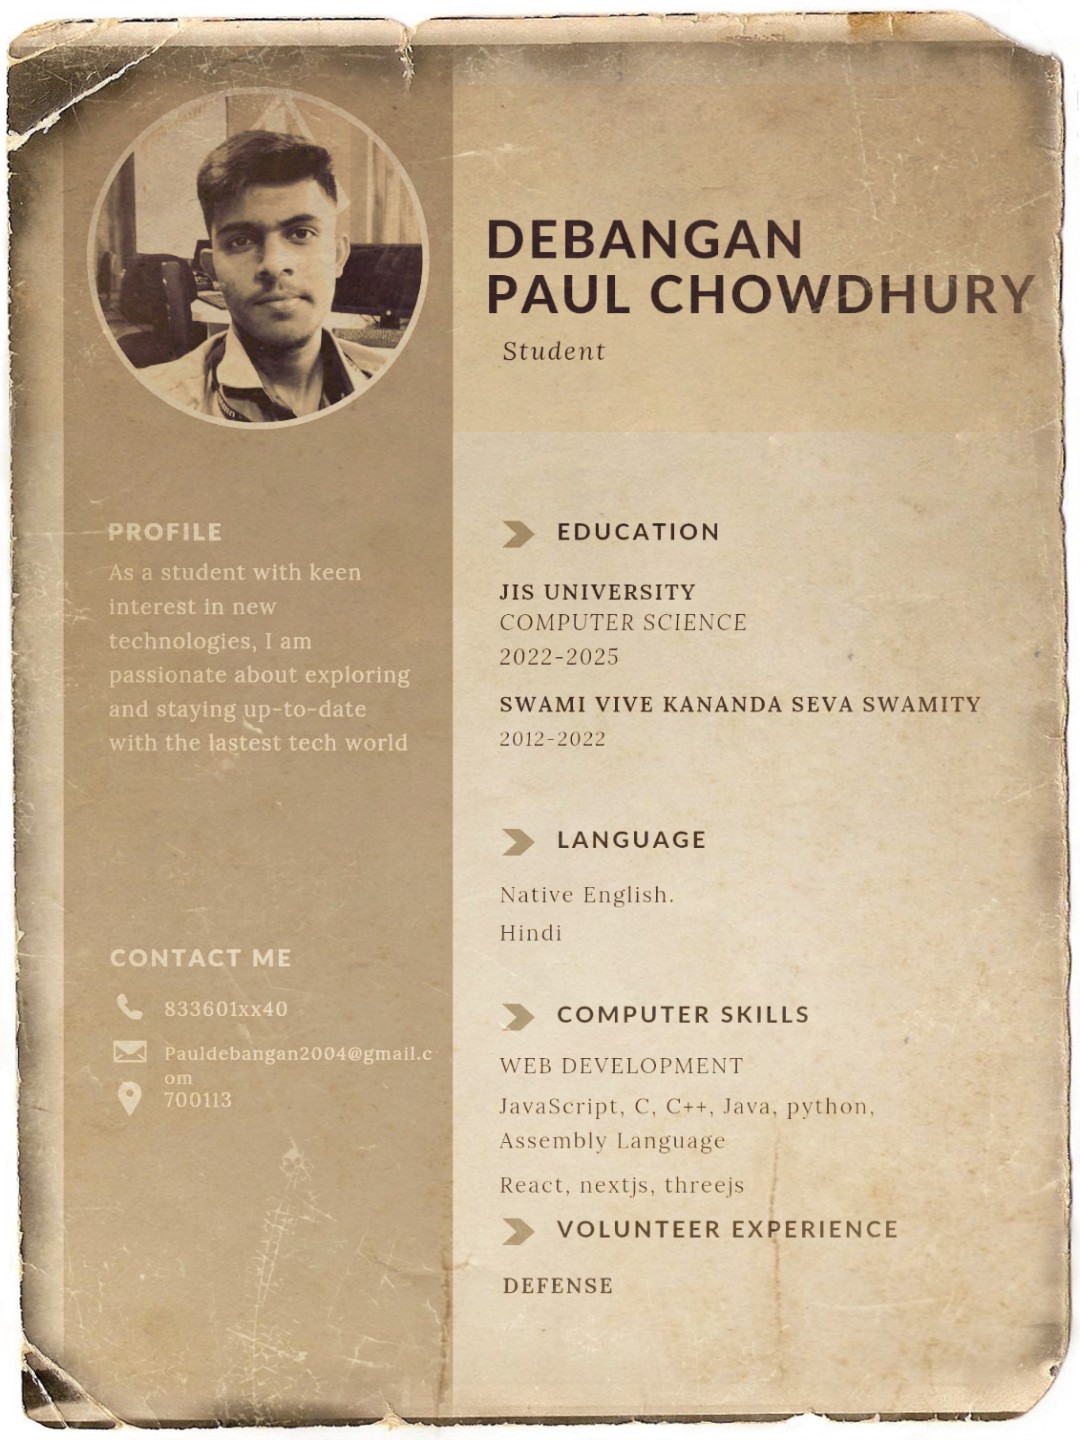 DEBANGAN
PAUL CHOWDHURY
Student
PROFILE
As a student with keen
interest in new
technologies, I am
passionate about exploring
and staying up-to-date
with the lastest tech world
CONTACT ME
833601xx40
Pauldebangan2004@gmail.c
om
700113
EDUCATION
JIS UNIVERSITY
COMPUTER SCIENCE
2022-2025
SWAMI VIVE KANANDA SEVA SWAMITY
2012-2022
LANGUAGE
Native English.
Hindi
COMPUTER SKILLS
WEB DEVELOPMENT
JavaScript, C, C++, Java, python,
Assembly Language
React, nextjs, threejs
VOLUNTEER EXPERIENCE
DEFENSE